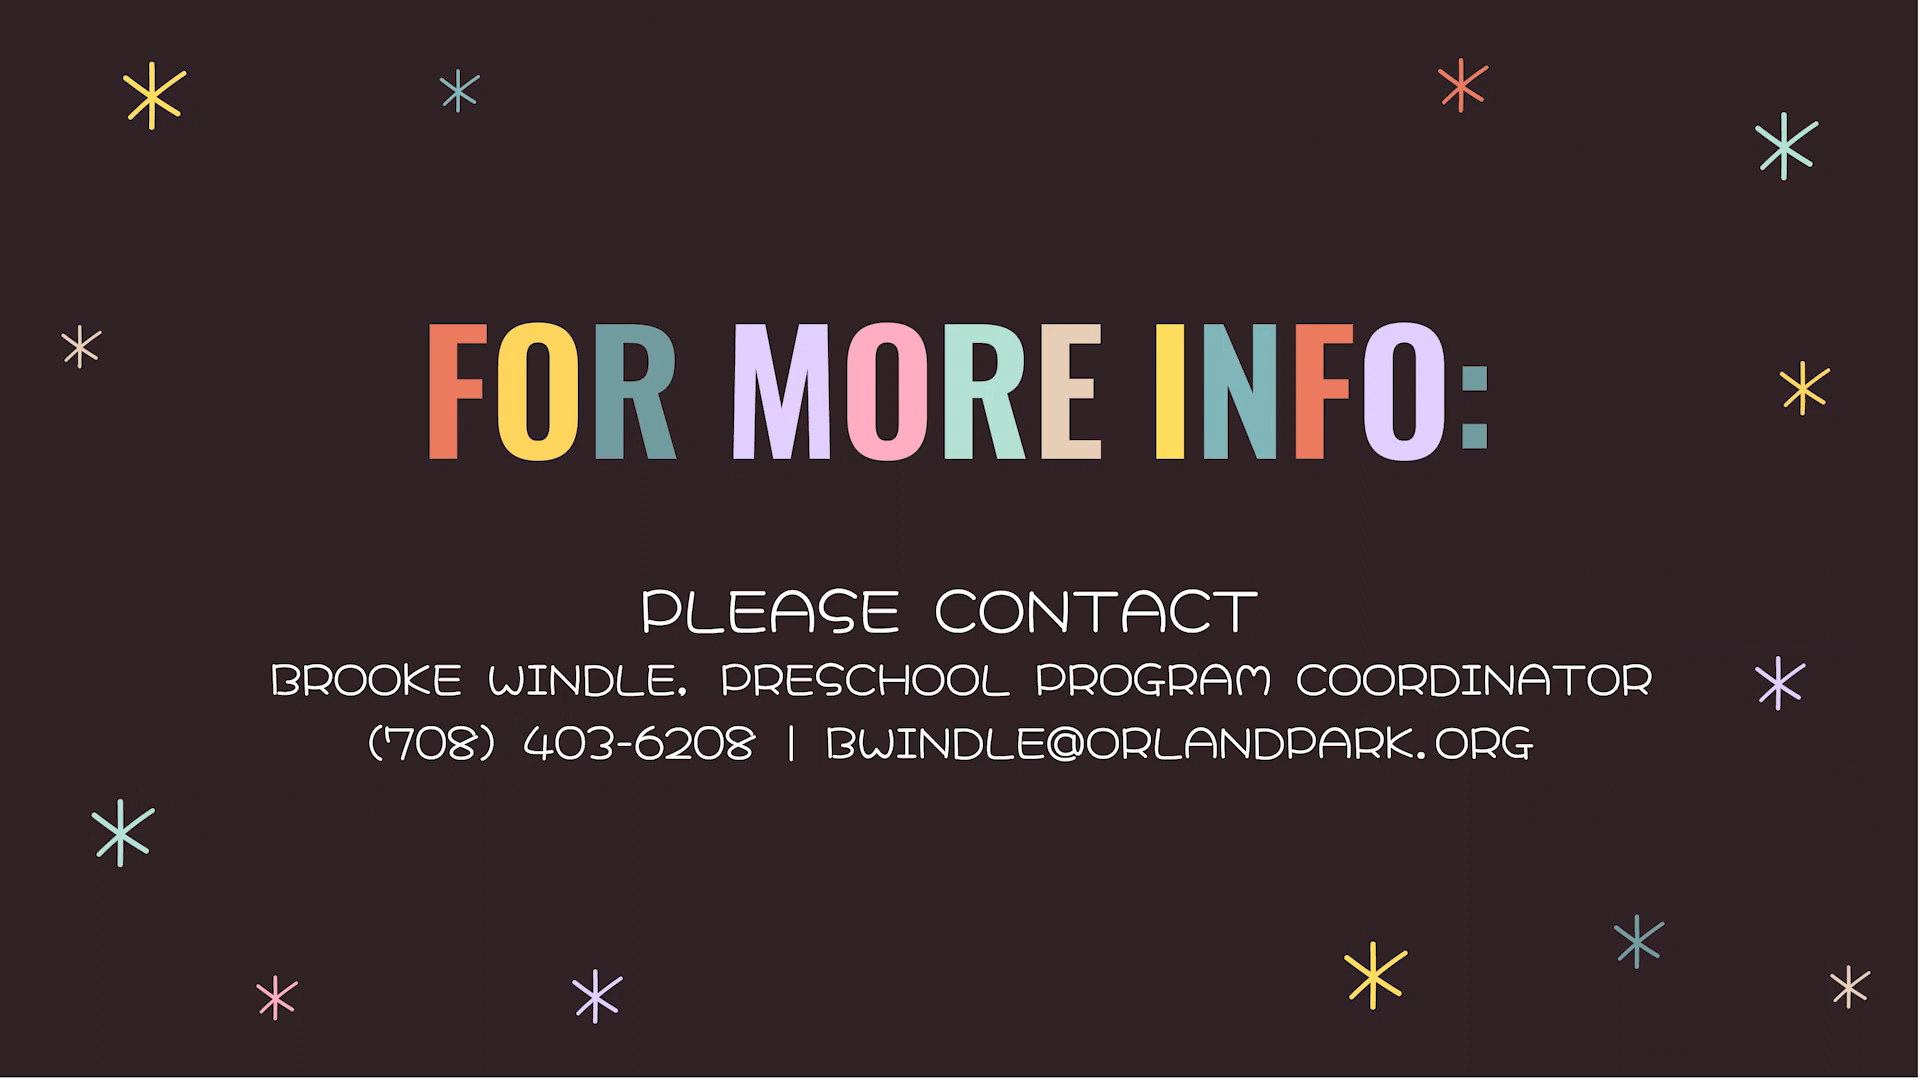 FOR MORE INFO:
PLEASE CONTACT
BROOKE WINDLE, PRESCHOOL PROGRAM COORDINATOR
(708) 403-6208 | BWINDLE@ORLANDPARK.ORG